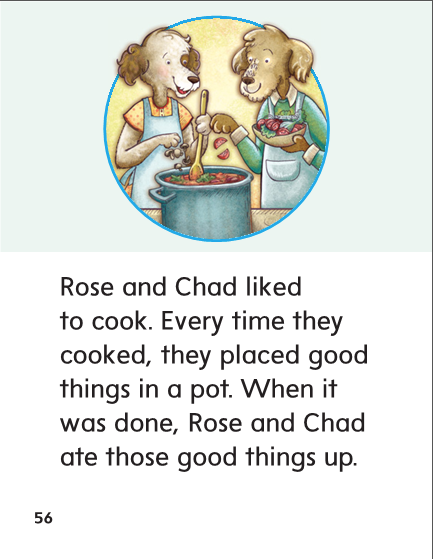 Rose and Chad liked
to cook. Every time they
cooked, they placed good
things in a pot. When it
was done, Rose and Chad
ate those good things up.
56